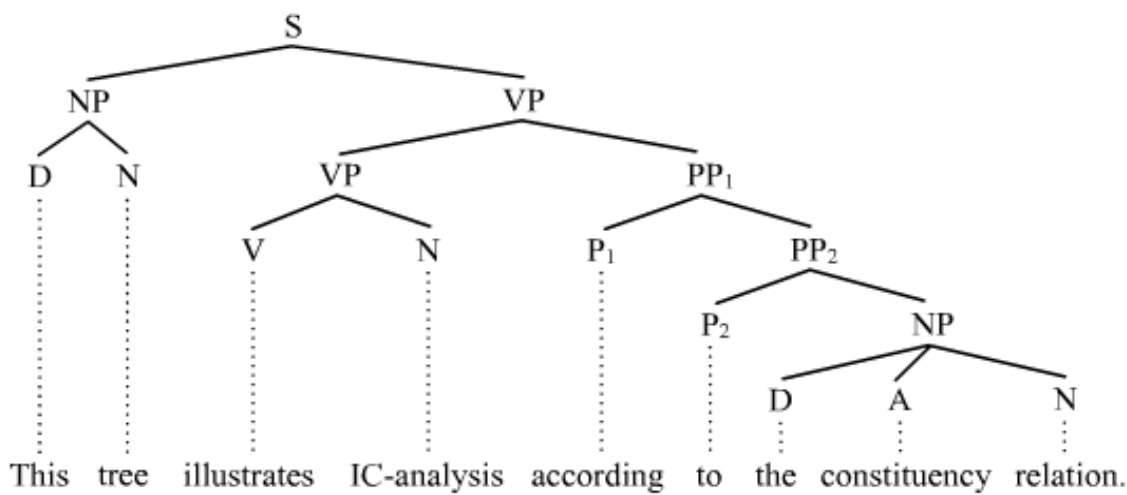 S
NP VP
D N VP PP₁
V N P₁ PP₂
P₂ NP
D A N
This tree illustrates IC-analysis according to the constituency relation.